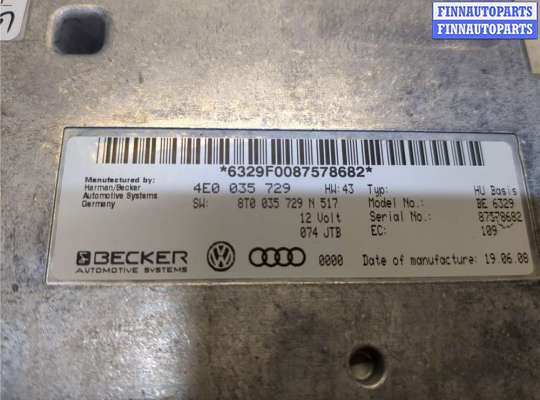 FINNAUTOPARTS
FINNAUTOPARTS
FINNAUTOPARTS
*6329F0087578682*
Manufactured by:
Harman/Becker
Automotive Systems
Germany
4E0 035 729 HW:43 Typ: HU Basis
SW: 8T0 035 729 N 517 Model No.: BE 6329
12 Volt Serial No.: 87578682
074 JTB EC: 109
BECKER
AUTOMOTIVE SYSTEMS
0000 Date of manufacture: 19.06.08